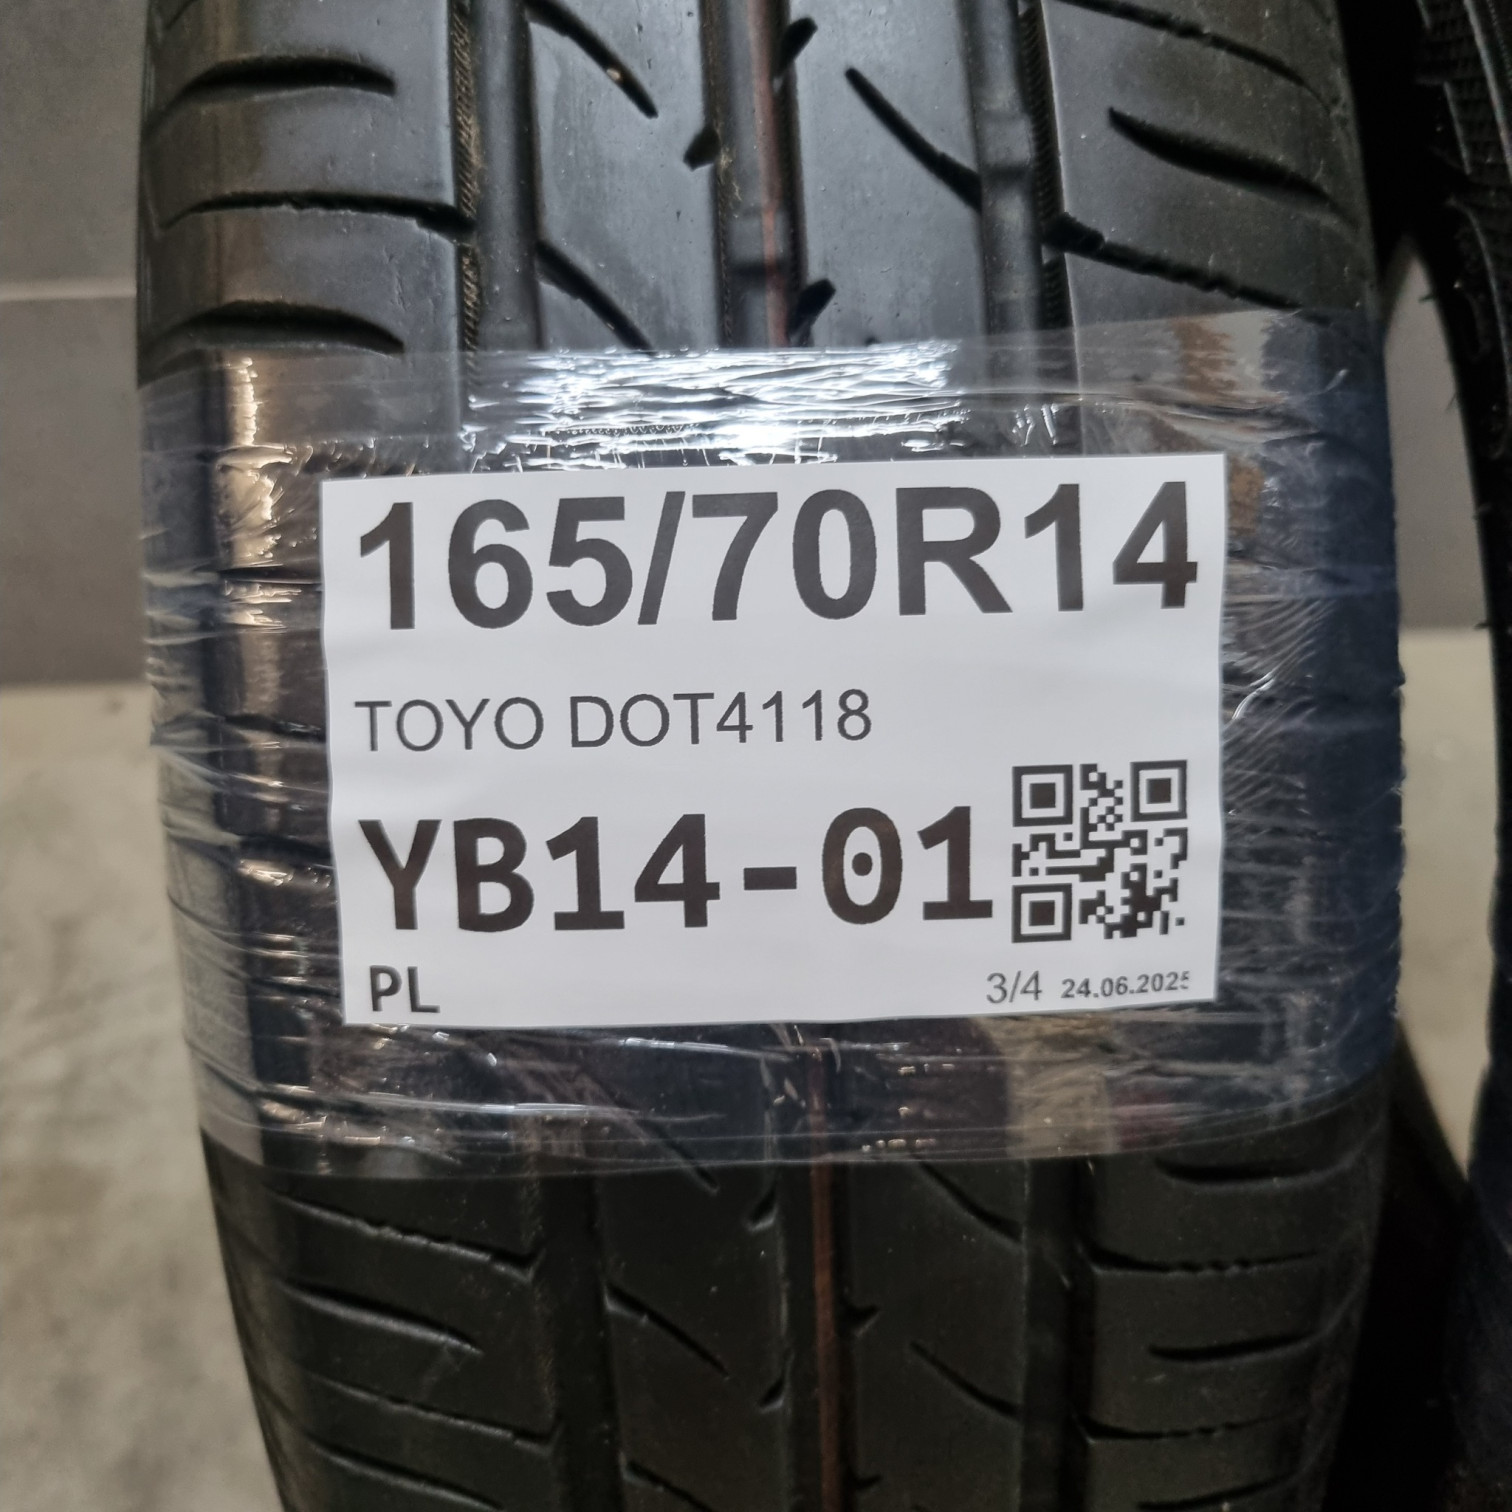 165/70R14
TOYO DOT4118
YB14-01
PL
3/4 24.06.2025